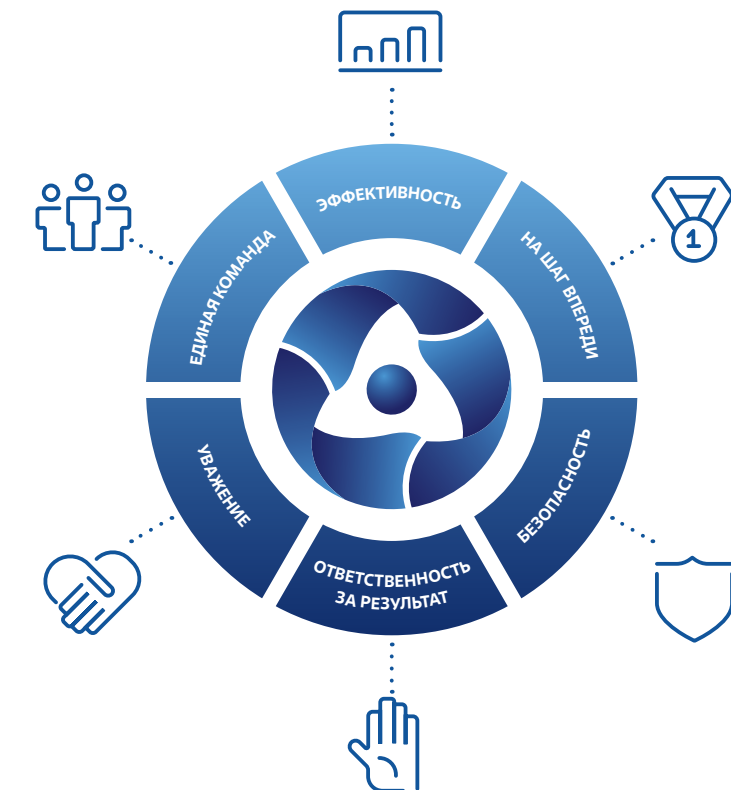 ЭФФЕКТИВНОСТЬ
НА ШАГ ВПЕРЕДИ
1
БЕЗОПАСНОСТЬ
ОТВЕТСТВЕННОСТЬ
ЗА РЕЗУЛЬТАТ
УВАЖЕНИЕ
ЕДИНАЯ КОМАНДА